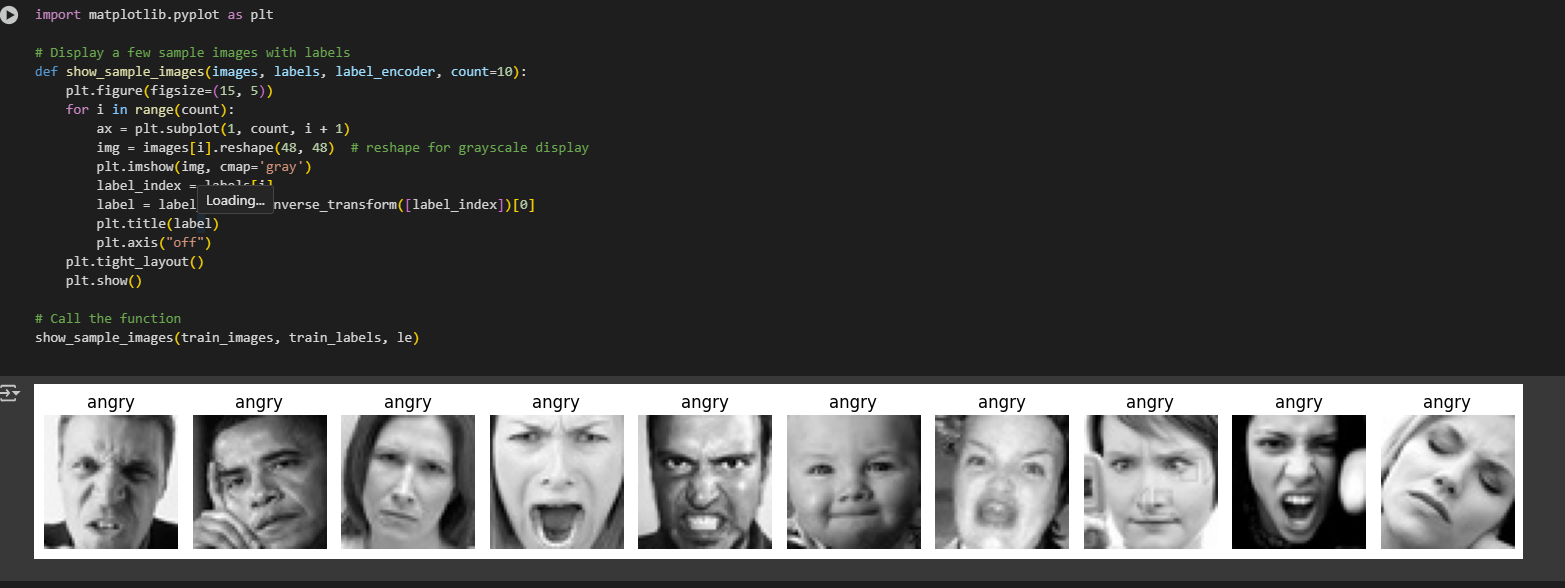 import matplotlib.pyplot as plt
# Display a few sample images with labels
def show_sample_images(images, labels, label_encoder, count=10):
    plt.figure(figsize=(15, 5))
    for i in range(count):
        ax = plt.subplot(1, count, i + 1)
        img = images[i].reshape(48, 48)  # reshape for grayscale display
        plt.imshow(img, cmap='gray')
        label_index = labels[i]
        label = label Loading... nverse_transform([label_index])[0]
        plt.title(label)
        plt.axis("off")
    plt.tight_layout()
    plt.show()
# Call the function
show_sample_images(train_images, train_labels, le)
angry angry angry angry angry angry angry angry angry angry